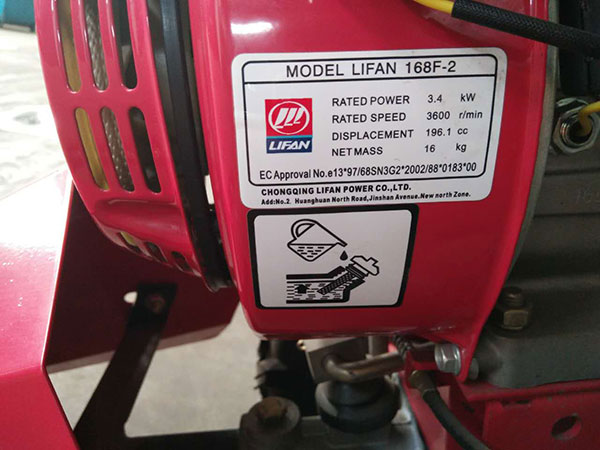 MODEL LIFAN 168F-2
LIFAN
RATED POWER 3.4 kW
RATED SPEED 3600 r/min
DISPLACEMENT 196.1 cc
NET MASS 16 kg
EC Approval No.e13*97/68SN3G2*2002/88*0183*00
CHONGQING LIFAN POWER CO.,LTD.
Add:No.2. Huanghuan North Road,Jinshan Avenue.New north Zone.